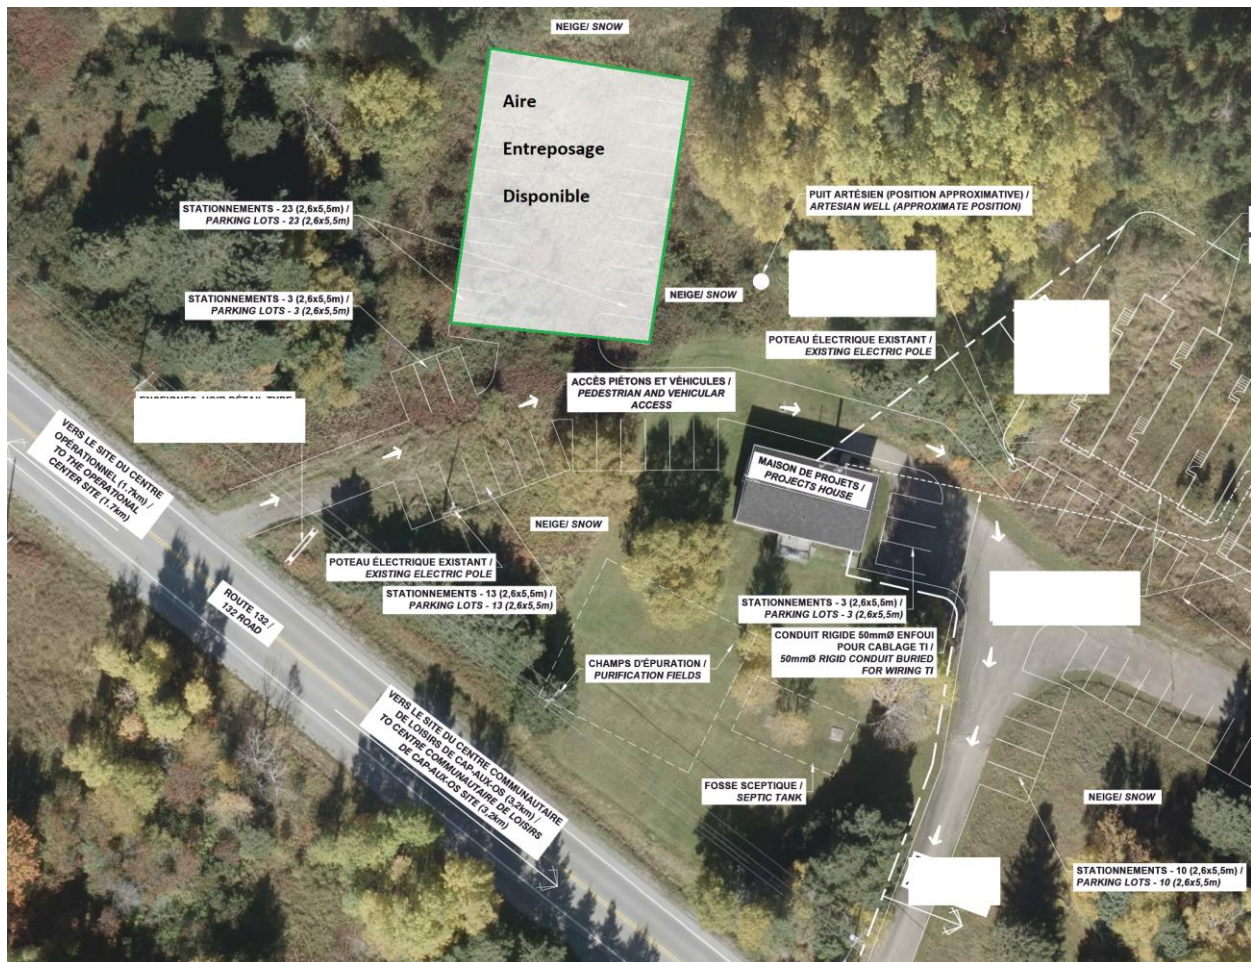 NEIGE/ SNOW
Aire
Entreposage
Disponible
STATIONNEMENTS - 23 (2,6x5,5m) /
PARKING LOTS - 23 (2,6x5,5m)
PUIT ARTÉSIEN (POSITION APPROXIMATIVE) /
ARTESIAN WELL (APPROXIMATE POSITION)
STATIONNEMENTS - 3 (2,6x5,5m) /
PARKING LOTS - 3 (2,6x5,5m)
NEIGE/ SNOW
POTEAU ÉLECTRIQUE EXISTANT /
EXISTING ELECTRIC POLE
ACCÈS PIÉTONS ET VÉHICULES /
PEDESTRIAN AND VEHICULAR
ACCESS
VERS LE SITE DU CENTRE
OPÉRATIONNEL (1,7km) /
TO THE OPERATIONAL
CENTER SITE (1.7km)
MAISON DE PROJETS /
PROJECTS HOUSE
NEIGE/ SNOW
POTEAU ÉLECTRIQUE EXISTANT /
EXISTING ELECTRIC POLE
STATIONNEMENTS - 13 (2,6x5,5m) /
PARKING LOTS - 13 (2,6x5,5m)
ROUTE 132 /
132 ROAD
STATIONNEMENTS - 3 (2,6x5,5m) /
PARKING LOTS - 3 (2,6x5,5m)
CONDUIT RIGIDE 50mmØ ENFOUI
POUR CABLAGE TI /
50mmØ RIGID CONDUIT BURIED
FOR WIRING TI
CHAMPS D'ÉPURATION /
PURIFICATION FIELDS
VERS LE SITE DU CENTRE COMMUNAUTAIRE
DE LOISIRS DE CAP-AUX-OS (3,2km) /
TO CENTRE COMMUNAUTAIRE DE LOISIRS
DE CAP-AUX-OS SITE (3,2km)
FOSSE SCEPTIQUE /
SEPTIC TANK
NEIGE/ SNOW
STATIONNEMENTS - 10 (2,6x5,5m) /
PARKING LOTS - 10 (2,6x5,5m)